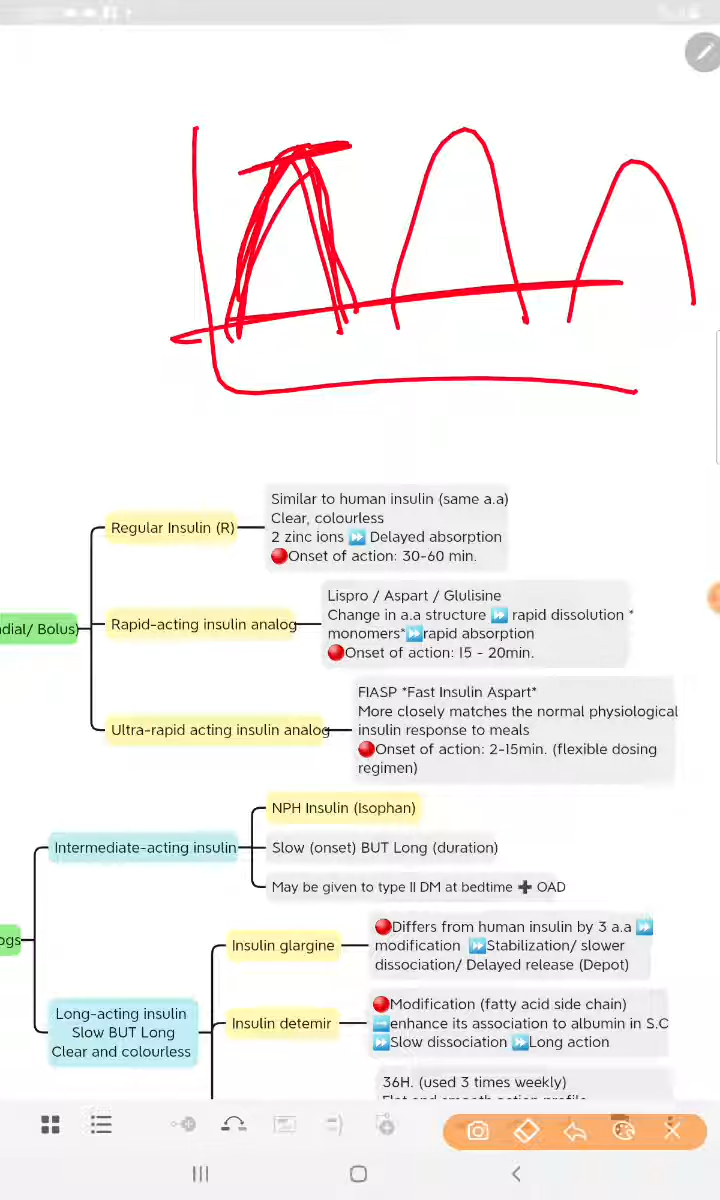 Similar to human insulin (same a.a)
Clear, colourless
2 zinc ions ⏩ Delayed absorption
🔴Onset of action: 30-60 min.
Regular Insulin (R)
Lispro / Aspart / Glulisine
Change in a.a structure ⏩ rapid dissolution *
monomers*⏩rapid absorption
🔴Onset of action: 15 - 20min.
Rapid-acting insulin analog
dial/ Bolus)
FIASP *Fast Insulin Aspart*
More closely matches the normal physiological
insulin response to meals
🔴Onset of action: 2-15min. (flexible dosing
regimen)
Ultra-rapid acting insulin analog
NPH Insulin (Isophan)
Intermediate-acting insulin
Slow (onset) BUT Long (duration)
May be given to type II DM at bedtime ➕ OAD
ogs
🔴Differs from human insulin by 3 a.a ⏩
modification ⏩Stabilization/ slower
dissociation/ Delayed release (Depot)
Insulin glargine
Long-acting insulin
Slow BUT Long
Clear and colourless
Insulin detemir
🔴Modification (fatty acid side chain)
➡enhance its association to albumin in S.C
⏩Slow dissociation ⏩Long action
36H. (used 3 times weekly)
Flat and smooth action profile